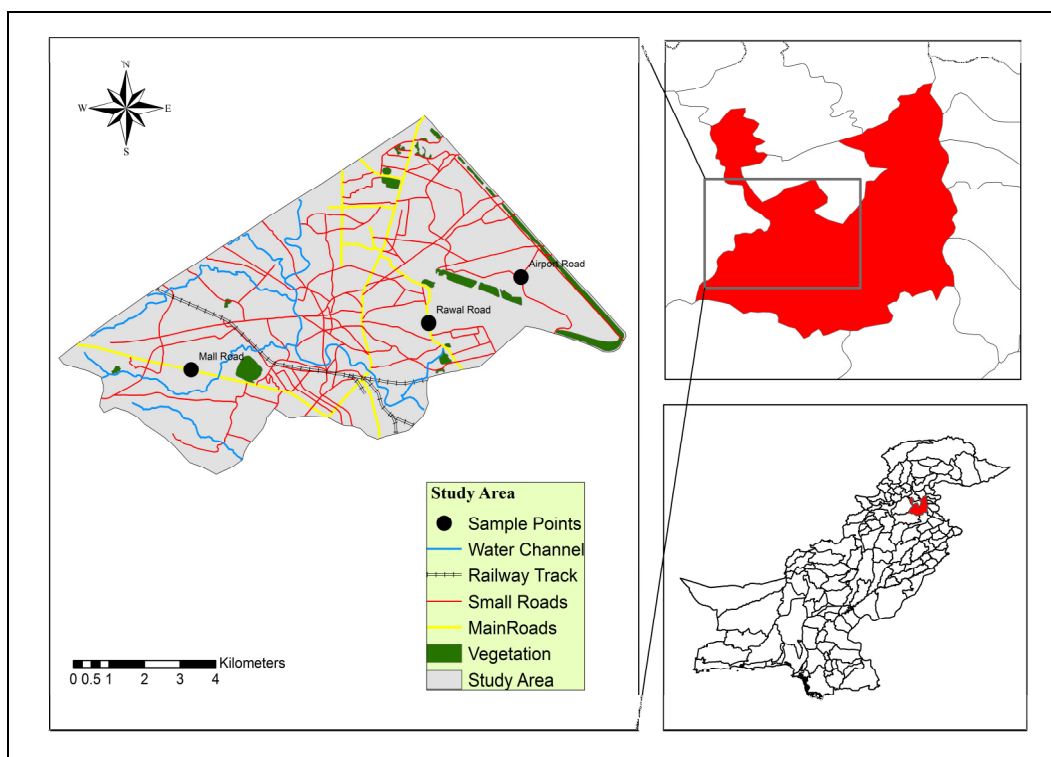 N
W E
S
Airport Road
Rawal Road
Mall Road
Study Area
Sample Points
Water Channel
Railway Track
Small Roads
MainRoads
Vegetation
Study Area
Kilometers
0 0.5 1 2 3 4